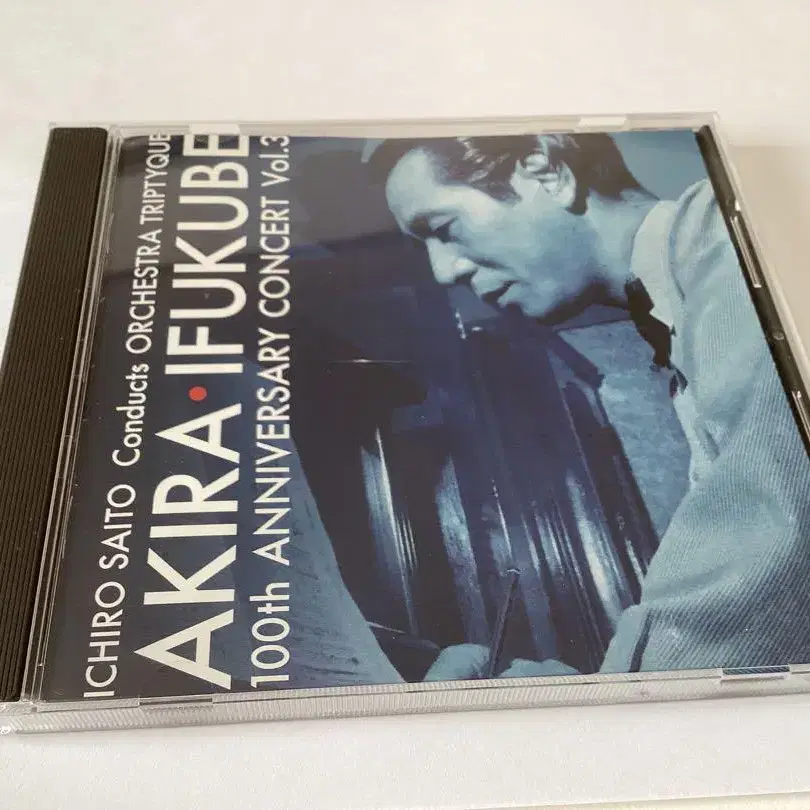 ICHIRO SAITO Conducts ORCHESTRA TRIPTYQUE
AKIRA・IFUKUBE
100th ANNIVERSARY CONCERT Vol.3